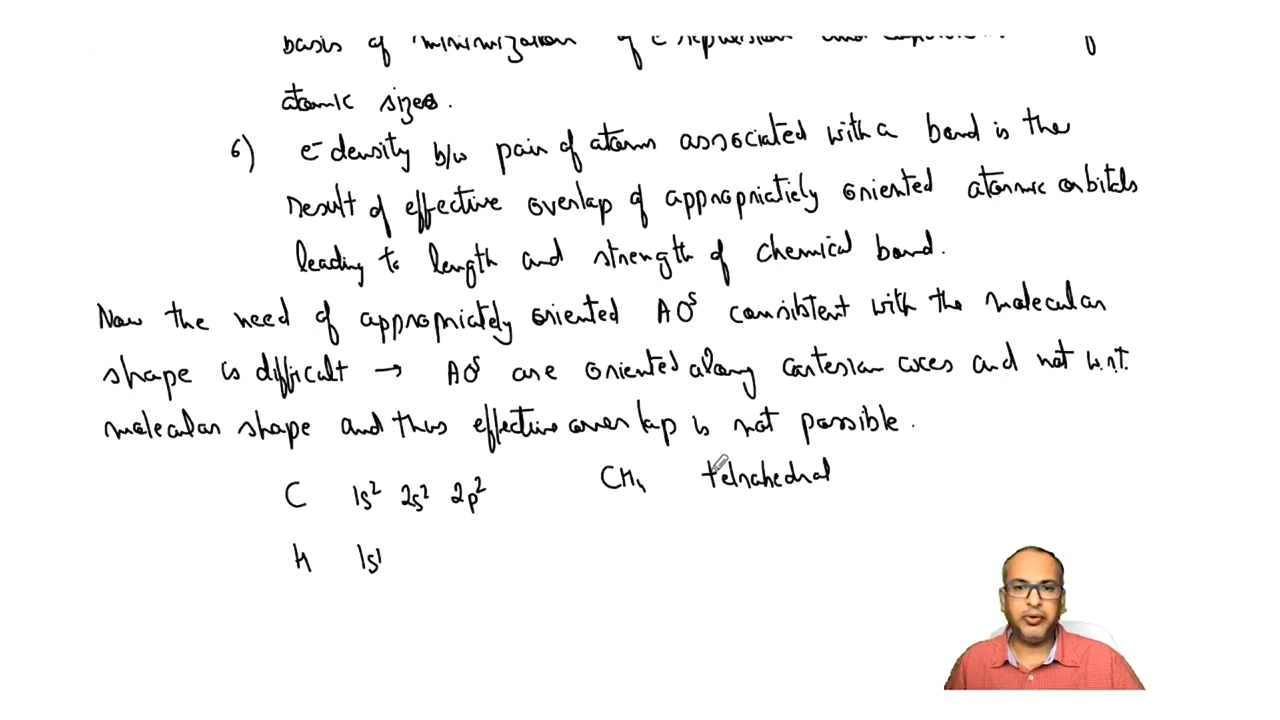 basis of minimization of e⁻ repulsion and
atomic sizes.
6) e⁻ density b/w pair of atoms associated with a bond is the
result of effective overlap of appropriately oriented atomic orbitals
leading to length and strength of chemical bond.
Now the need of appropriately oriented AOˢ consistent with the molecular
shape is difficult → AOˢ are oriented along cartesian axes and not w.r.t.
molecular shape and thus effective overlap is not possible.
C 1s² 2s² 2p² CH₄ tetrahedral
H 1s¹